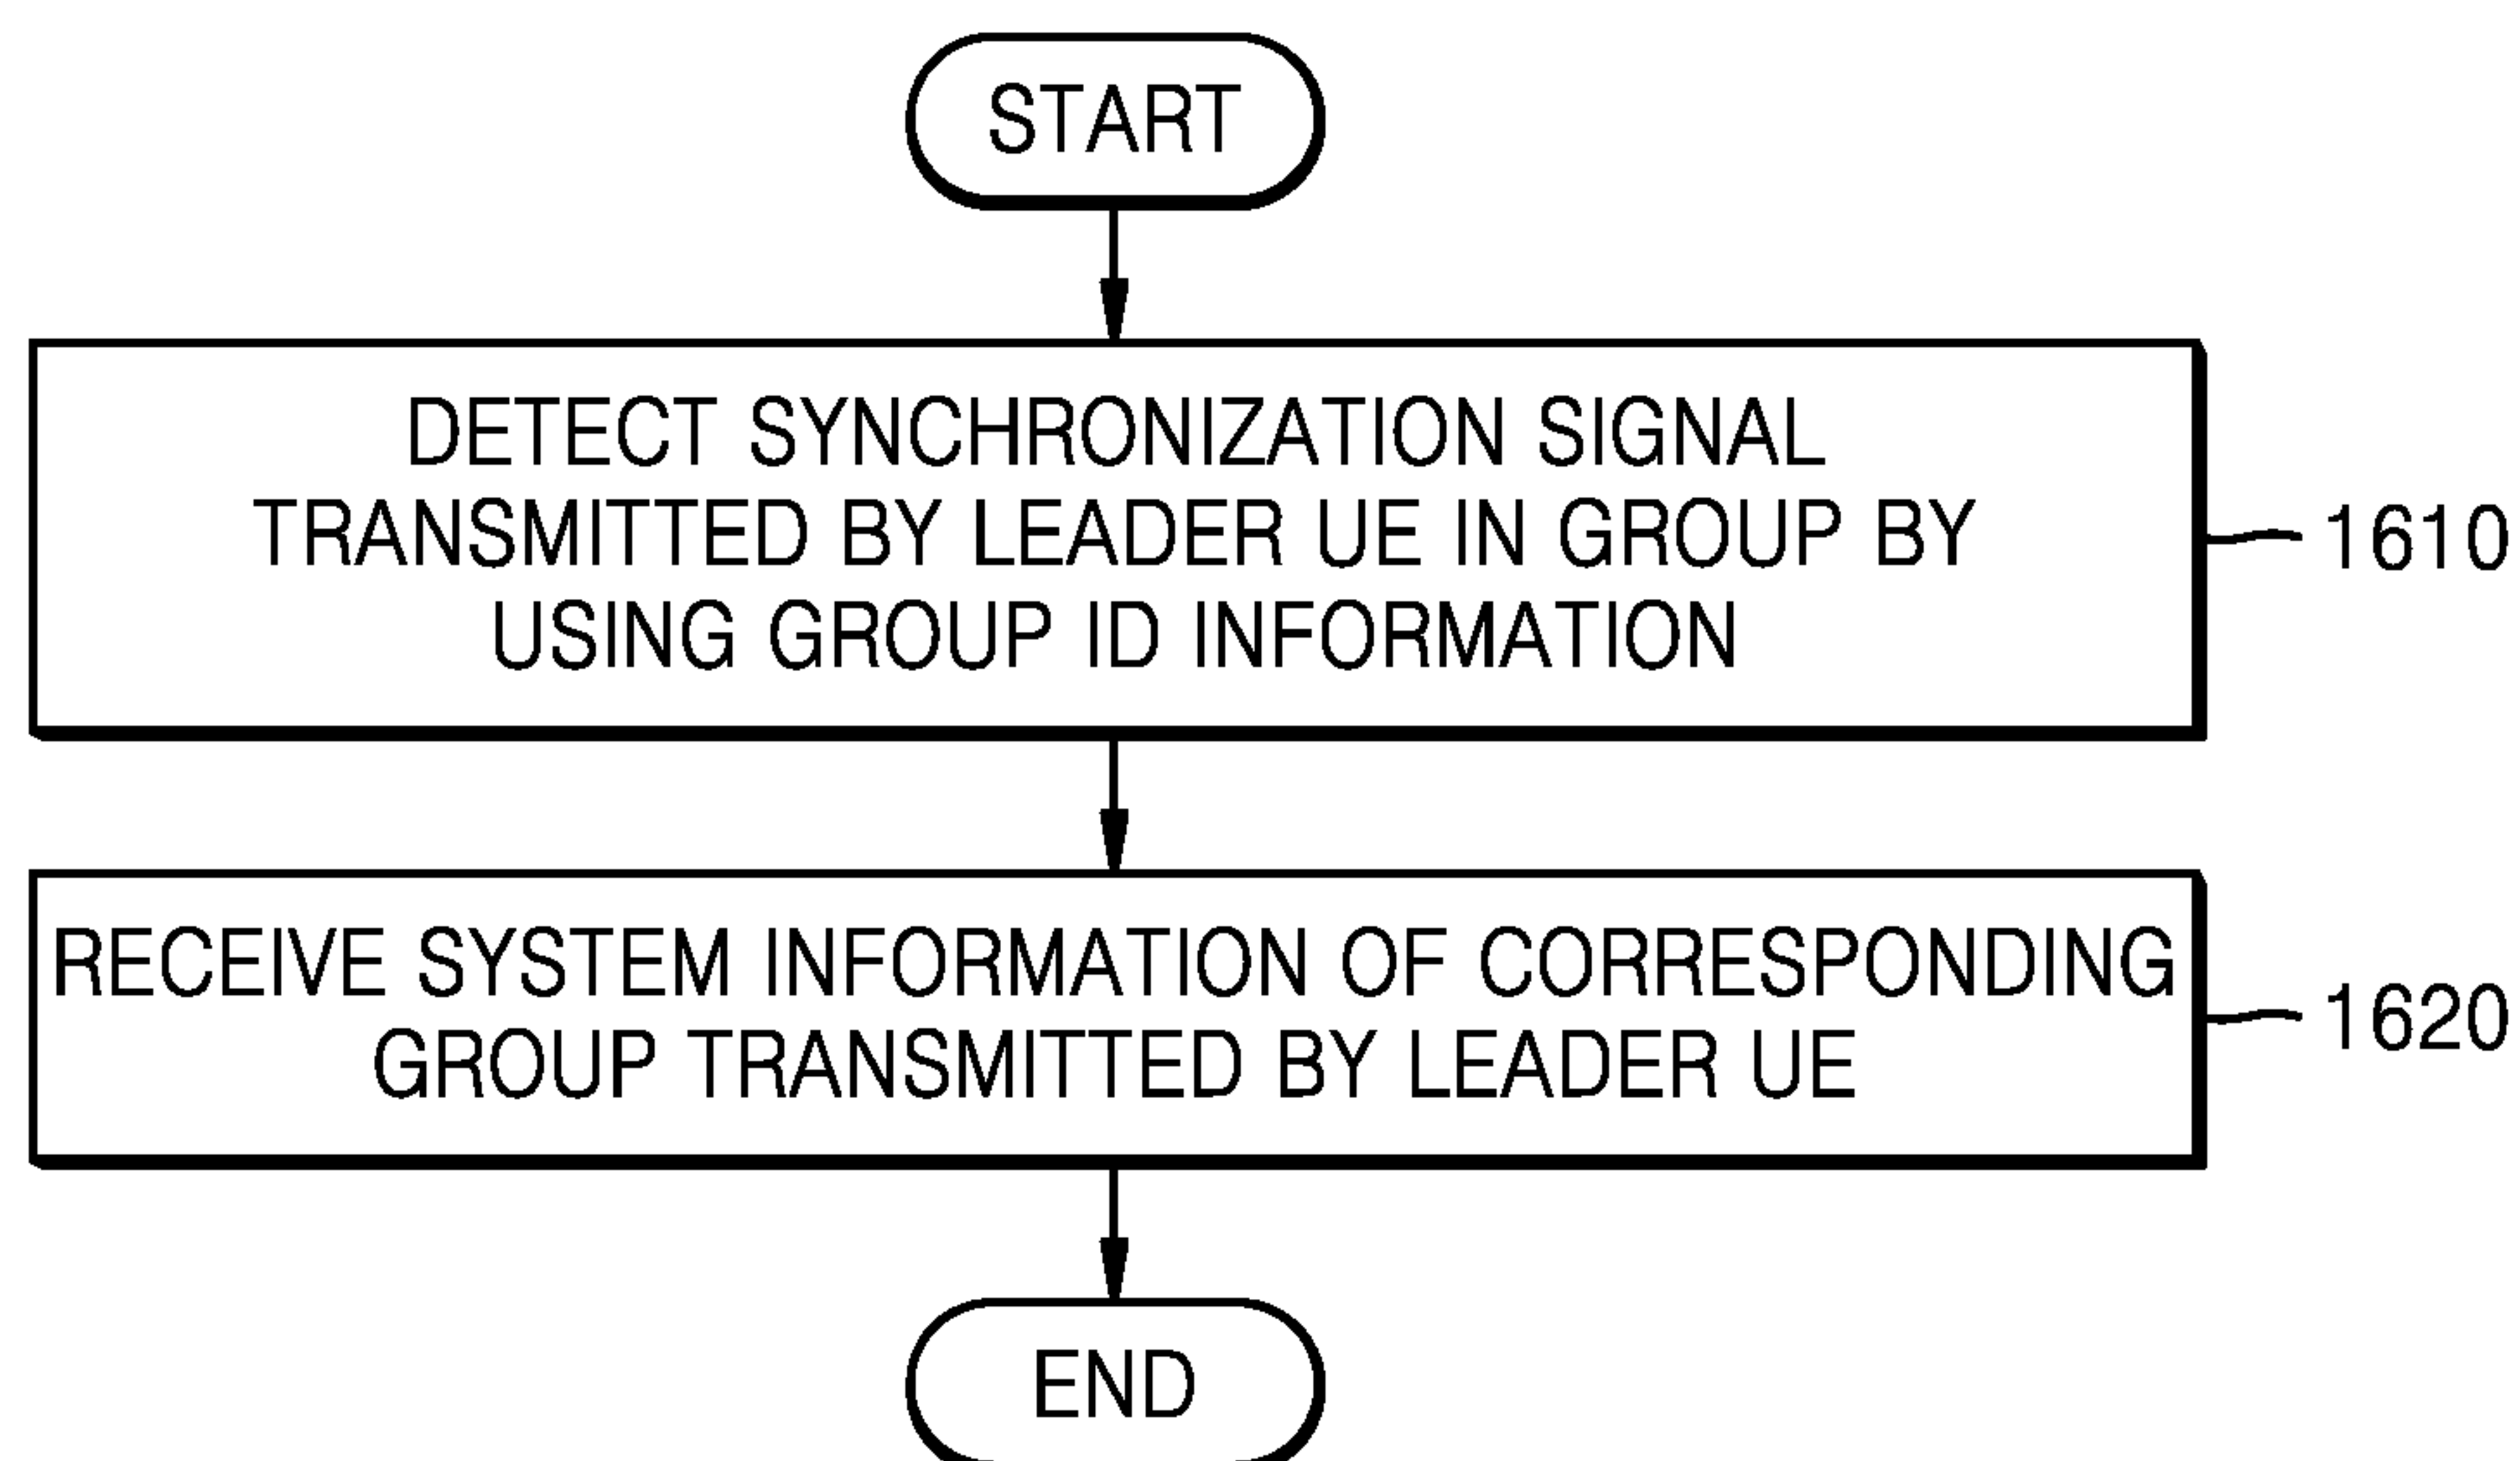 START
DETECT SYNCHRONIZATION SIGNAL
TRANSMITTED BY LEADER UE IN GROUP BY
USING GROUP ID INFORMATION
1610
RECEIVE SYSTEM INFORMATION OF CORRESPONDING
GROUP TRANSMITTED BY LEADER UE
1620
END